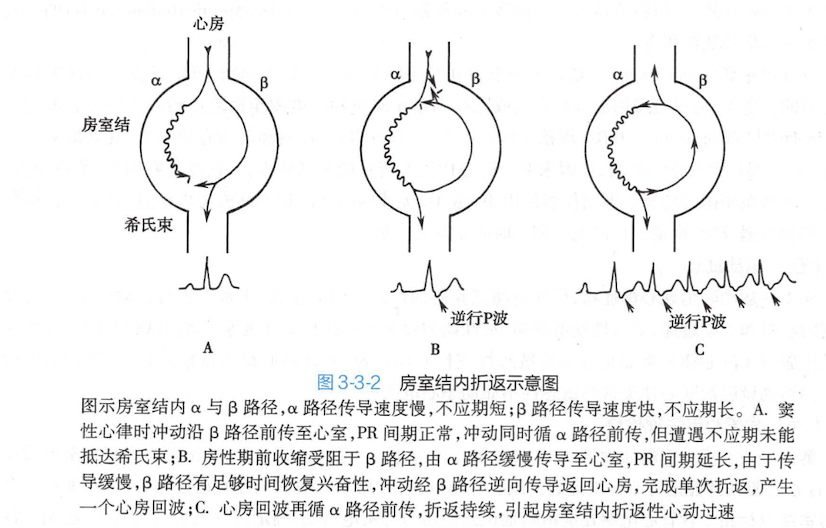 心房
α β
房室结
希氏束
逆行P波
A
α β
B
α β
逆行P波
C
图3-3-2 房室结内折返示意图
图示房室结内 α 与 β 路径,α 路径传导速度慢,不应期短;β 路径传导速度快,不应期长。A. 窦
性心律时冲动沿 β 路径前传至心室,PR 间期正常,冲动同时循 α 路径前传,但遭遇不应期未能
抵达希氏束;B. 房性期前收缩受阻于 β 路径,由 α 路径缓慢传导至心室,PR 间期延长,由于传
导缓慢,β 路径有足够时间恢复兴奋性,冲动经 β 路径逆向传导返回心房,完成单次折返,产生
一个心房回波;C. 心房回波再循 α 路径前传,折返持续,引起房室结内折返性心动过速